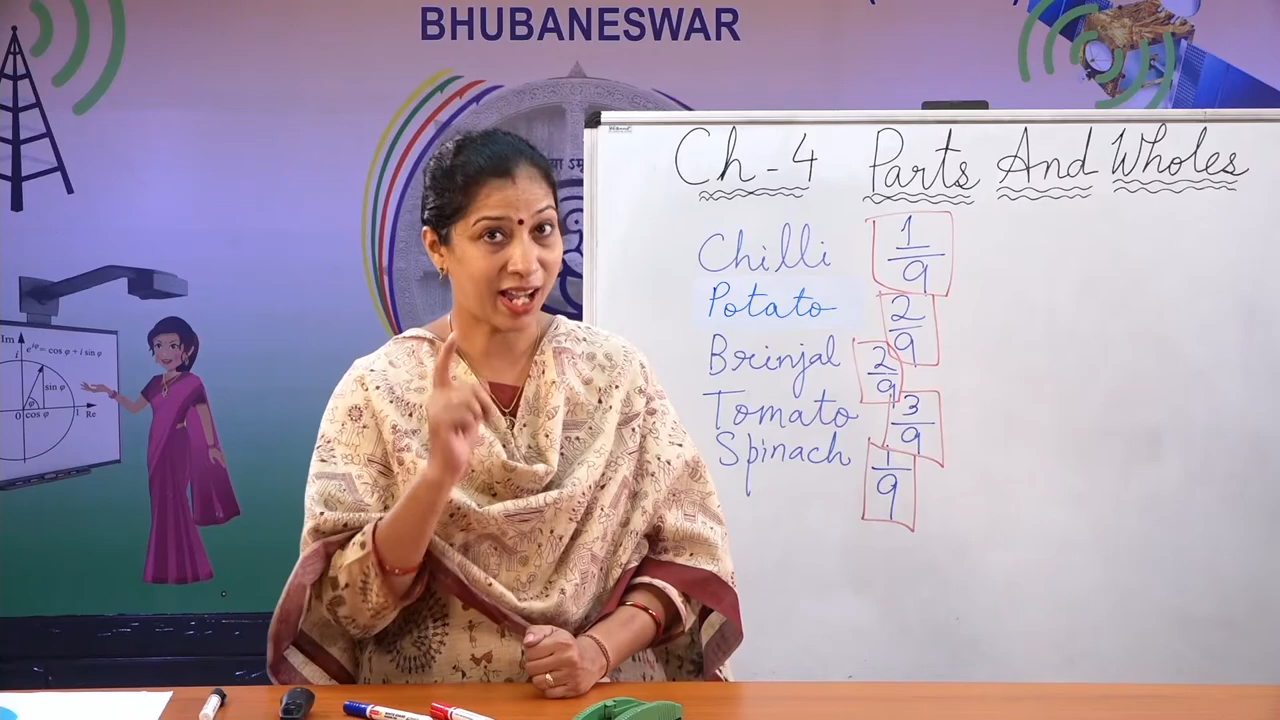 BHUBANESWAR
Ch-4 Parts And Wholes
Chilli 1/9
Potato 2/9
Brinjal 2/9
Tomato 3/9
Spinach 1/9
Im
i e^iφ = cos φ + i sin φ
sin φ
φ
0 cos φ 1 Re